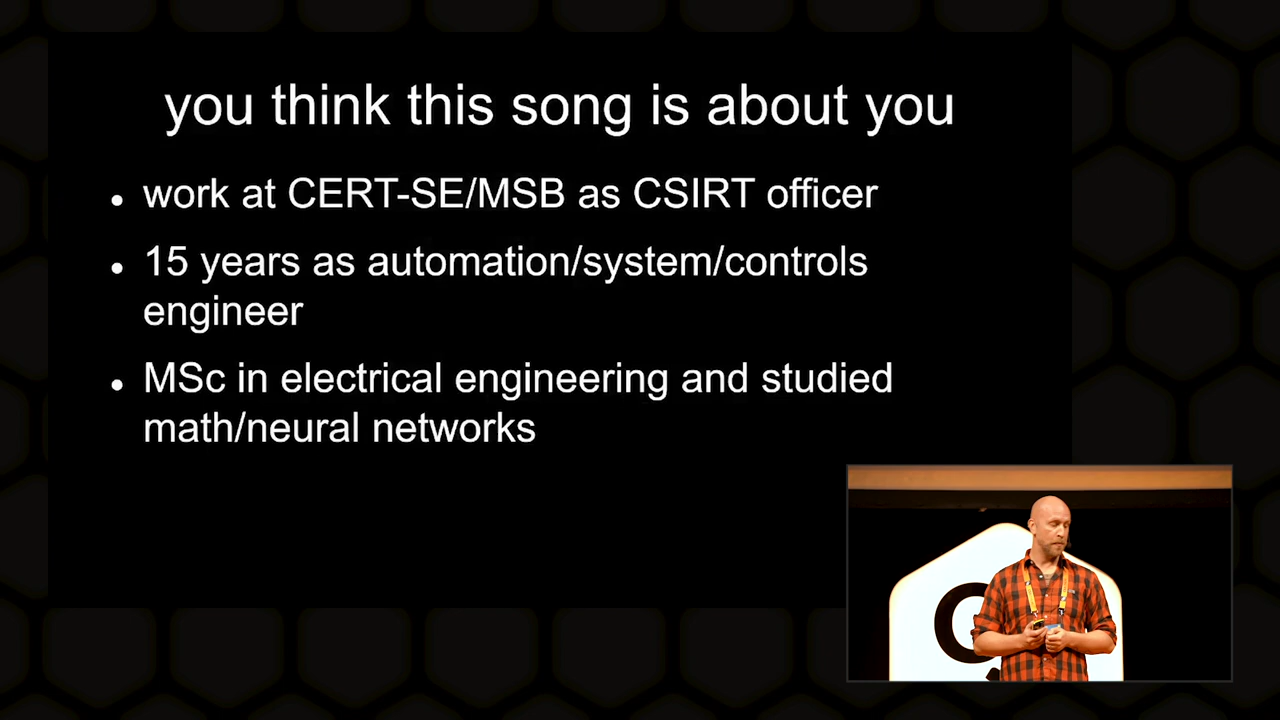 you think this song is about you
work at CERT-SE/MSB as CSIRT officer
15 years as automation/system/controls
engineer
MSc in electrical engineering and studied
math/neural networks